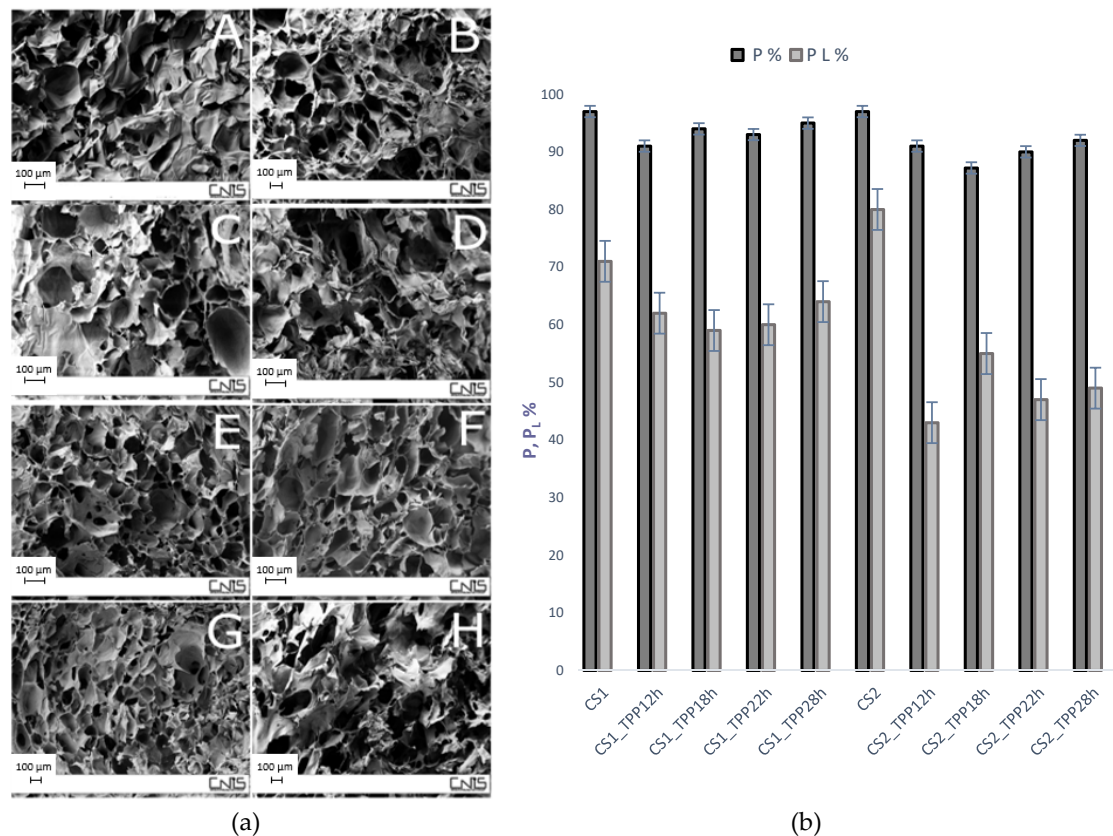 A
B
100 µm
CNIS
100 µm
CNIS
C
D
100 µm
CNIS
100 µm
CNIS
E
F
100 µm
CNIS
100 µm
CNIS
G
H
100 µm
CNIS
100 µm
CNIS
(a)
P %
P L %
P, PL %
100
90
80
70
60
50
40
30
20
10
0
CS1
CS1_TPP12h
CS1_TPP18h
CS1_TPP22h
CS1_TPP28h
CS2
CS2_TPP12h
CS2_TPP18h
CS2_TPP22h
CS2_TPP28h
(b)